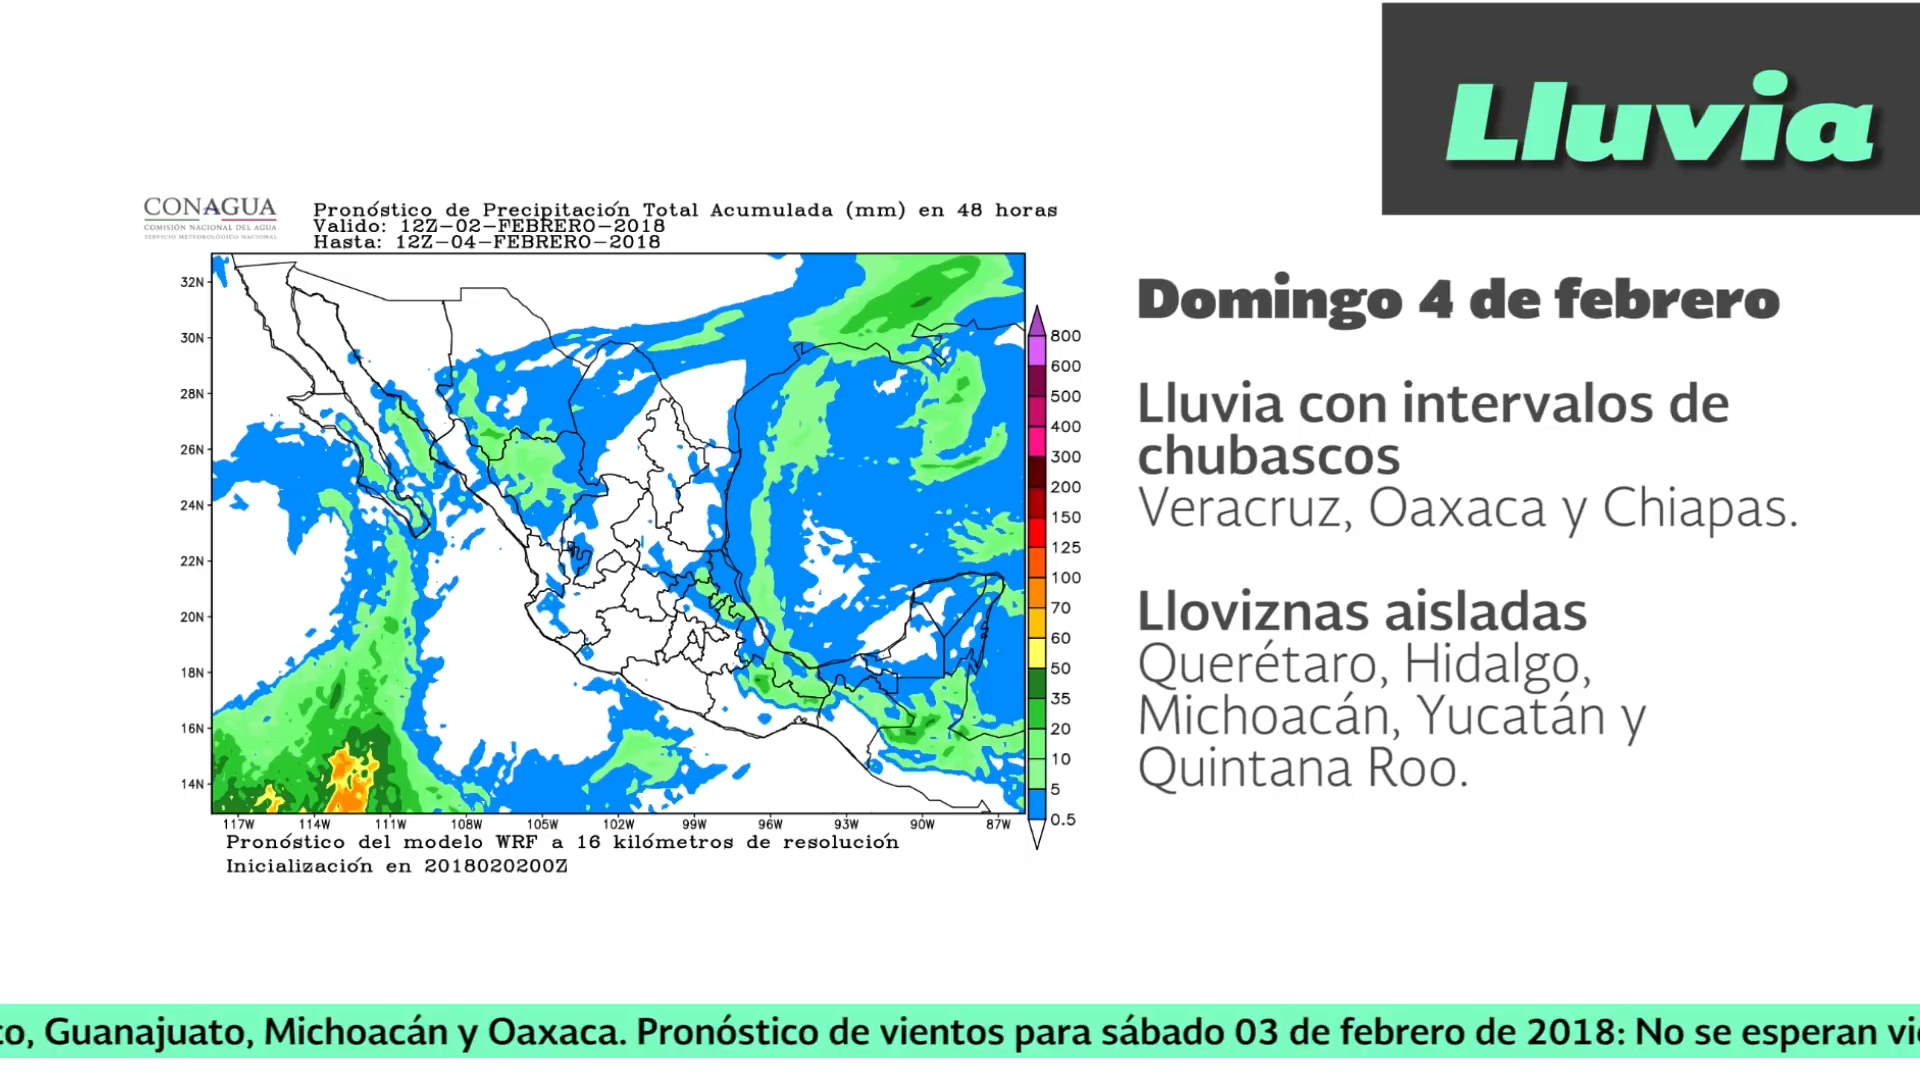 Lluvia
CONAGUA
COMISIÓN NACIONAL DEL AGUA
SERVICIO METEOROLÓGICO NACIONAL
Pronóstico de Precipitación Total Acumulada (mm) en 48 horas
Valido: 12Z-02-FEBRERO-2018
Hasta: 12Z-04-FEBRERO-2018
32N
30N
28N
26N
24N
22N
20N
18N
16N
14N
117W 114W 111W 108W 105W 102W 99W 96W 93W 90W 87W
800
600
500
400
300
200
150
125
100
70
60
50
35
20
10
5
0.5
Pronóstico del modelo WRF a 16 kilómetros de resolución
Inicialización en 2018020200Z
Domingo 4 de febrero
Lluvia con intervalos de
chubascos
Veracruz, Oaxaca y Chiapas.
Lloviznas aisladas
Querétaro, Hidalgo,
Michoacán, Yucatán y
Quintana Roo.
co, Guanajuato, Michoacán y Oaxaca. Pronóstico de vientos para sábado 03 de febrero de 2018: No se esperan vie